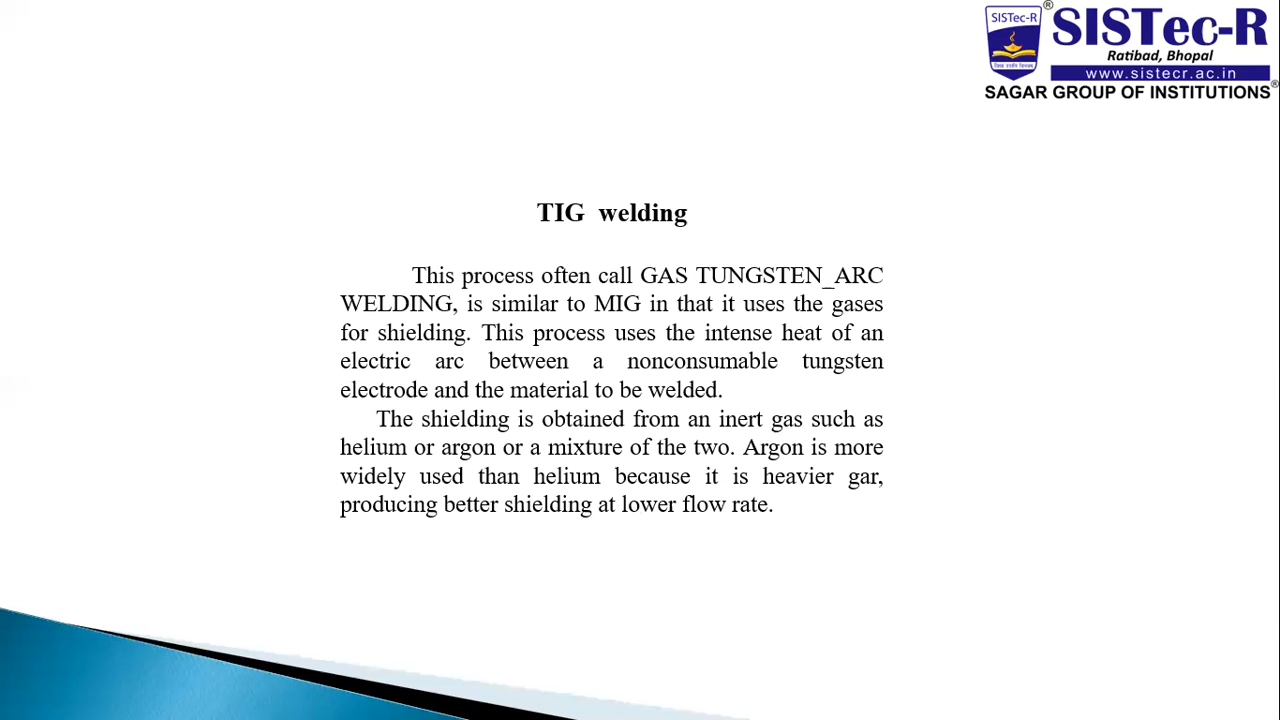 SISTec-R
®
SISTec-R
Ratibad, Bhopal
www.sistecr.ac.in
SAGAR GROUP OF INSTITUTIONS®
TIG welding
This process often call GAS TUNGSTEN_ARC
WELDING, is similar to MIG in that it uses the gases
for shielding. This process uses the intense heat of an
electric arc between a nonconsumable tungsten
electrode and the material to be welded.
The shielding is obtained from an inert gas such as
helium or argon or a mixture of the two. Argon is more
widely used than helium because it is heavier gar,
producing better shielding at lower flow rate.